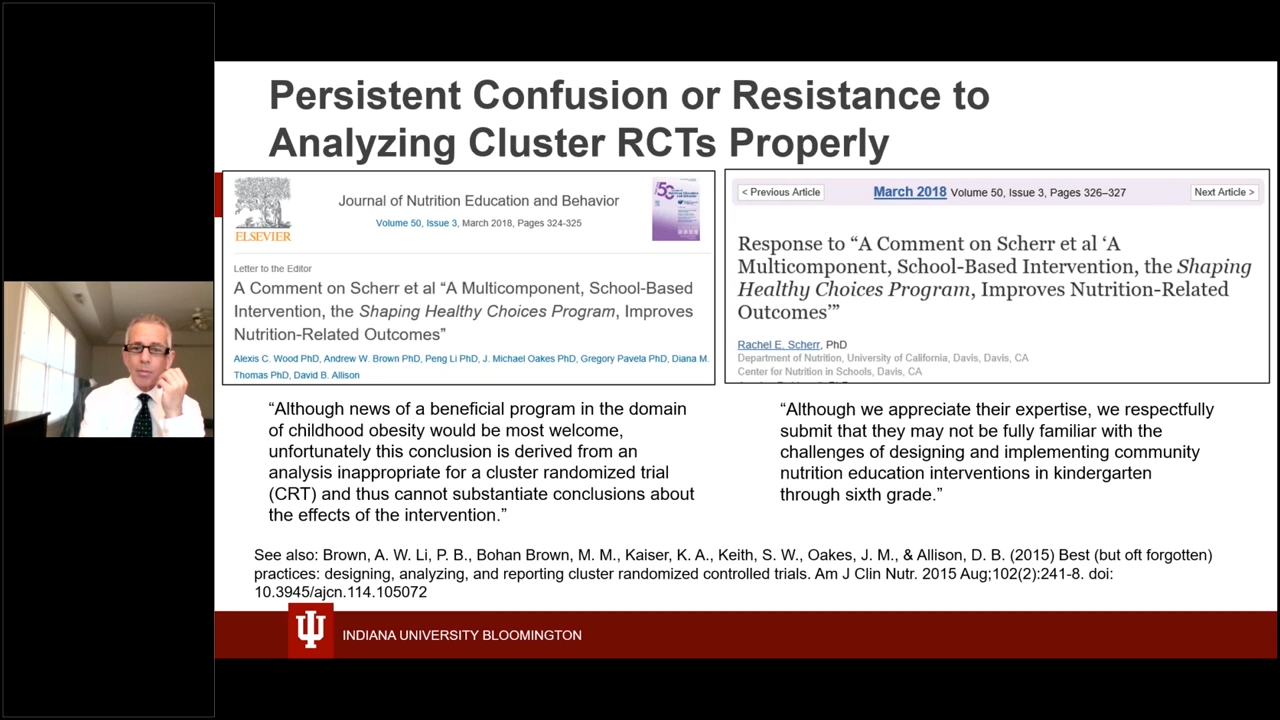 Persistent Confusion or Resistance to
Analyzing Cluster RCTs Properly
ELSEVIER
Journal of Nutrition Education and Behavior
Volume 50, Issue 3, March 2018, Pages 324-325
Letter to the Editor
A Comment on Scherr et al “A Multicomponent, School-Based
Intervention, the Shaping Healthy Choices Program, Improves
Nutrition-Related Outcomes”
Alexis C. Wood PhD, Andrew W. Brown PhD, Peng Li PhD, J. Michael Oakes PhD, Gregory Pavela PhD, Diana M.
Thomas PhD, David B. Allison
< Previous Article
March 2018 Volume 50, Issue 3, Pages 326–327
Next Article >
Response to “A Comment on Scherr et al ‘A
Multicomponent, School-Based Intervention, the Shaping
Healthy Choices Program, Improves Nutrition-Related
Outcomes’”
Rachel E. Scherr, PhD
Department of Nutrition, University of California, Davis, Davis, CA
Center for Nutrition in Schools, Davis, CA
“Although news of a beneficial program in the domain
of childhood obesity would be most welcome,
unfortunately this conclusion is derived from an
analysis inappropriate for a cluster randomized trial
(CRT) and thus cannot substantiate conclusions about
the effects of the intervention.”
“Although we appreciate their expertise, we respectfully
submit that they may not be fully familiar with the
challenges of designing and implementing community
nutrition education interventions in kindergarten
through sixth grade.”
See also: Brown, A. W. Li, P. B., Bohan Brown, M. M., Kaiser, K. A., Keith, S. W., Oakes, J. M., & Allison, D. B. (2015) Best (but oft forgotten)
practices: designing, analyzing, and reporting cluster randomized controlled trials. Am J Clin Nutr. 2015 Aug;102(2):241-8. doi:
10.3945/ajcn.114.105072
INDIANA UNIVERSITY BLOOMINGTON